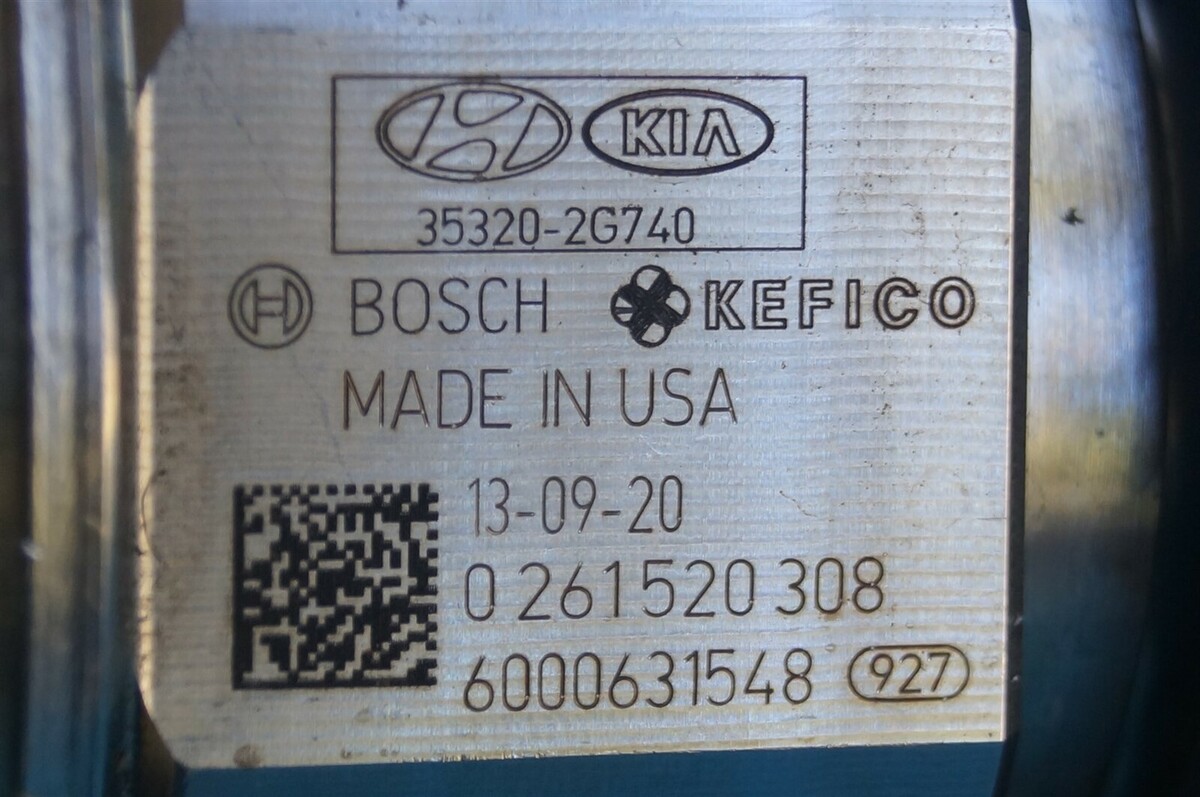 KIA
35320-2G740
BOSCH KEFICO
MADE IN USA
13-09-20
0 261 520 308
6000631548 927